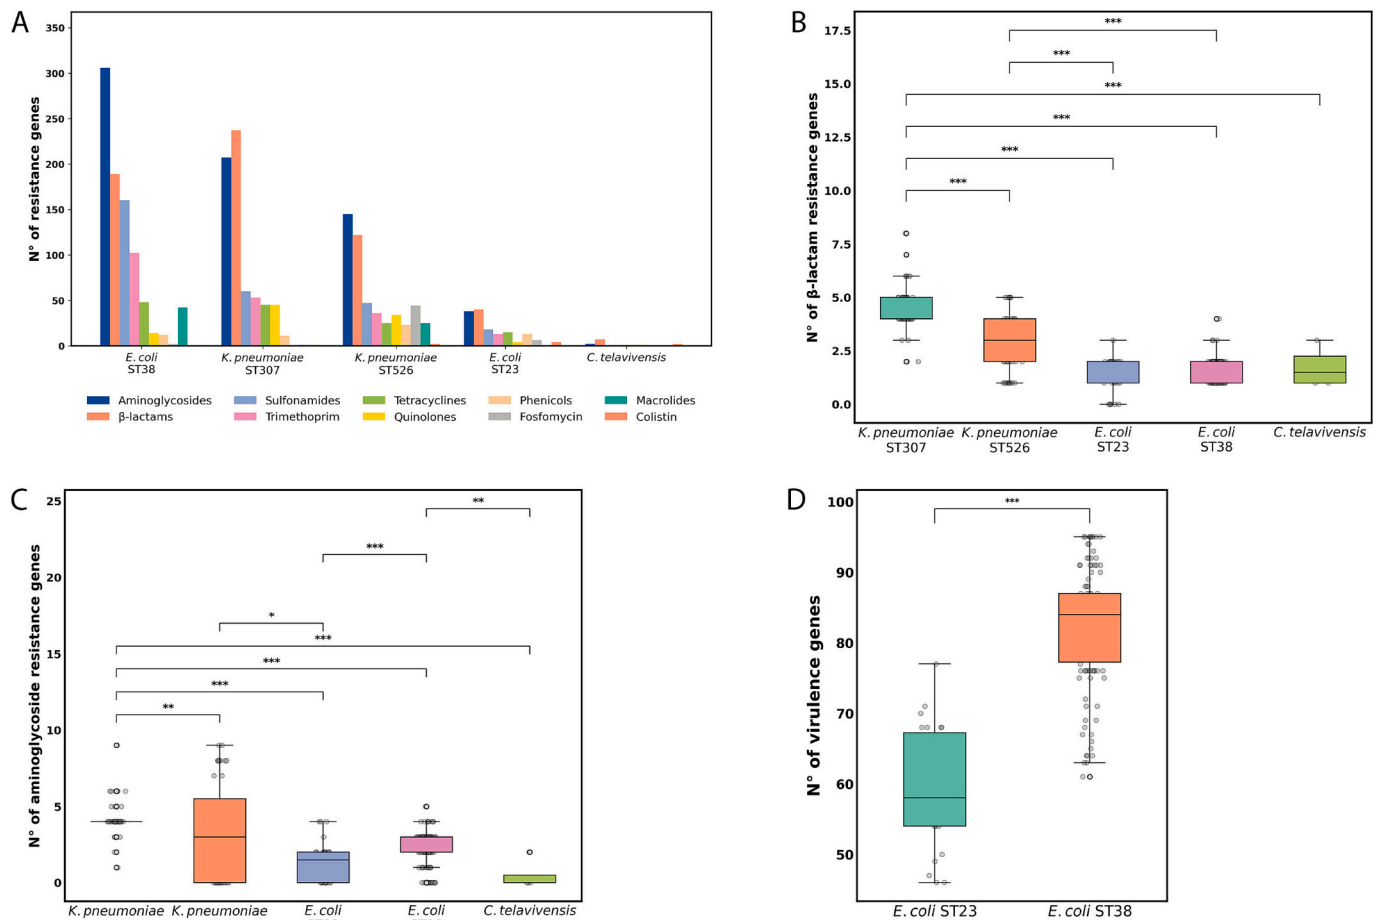 A
N° of resistance genes
350
300
250
200
150
100
50
0
E. coli ST38
K. pneumoniae ST307
K. pneumoniae ST526
E. coli ST23
C. telavivensis
Aminoglycosides
Sulfonamides
Tetracyclines
Phenicols
Macrolides
β-lactams
Trimethoprim
Quinolones
Fosfomycin
Colistin
B
N° of β-lactam resistance genes
17.5
15.0
12.5
10.0
7.5
5.0
2.5
0.0
***
***
***
***
***
***
K. pneumoniae ST307
K. pneumoniae ST526
E. coli ST23
E. coli ST38
C. telavivensis
C
N° of aminoglycoside resistance genes
25
20
15
10
5
0
**
***
*
***
***
***
**
K. pneumoniae
K. pneumoniae
E. coli
E. coli
C. telavivensis
D
N° of virulence genes
100
90
80
70
60
50
***
E. coli ST23
E. coli ST38